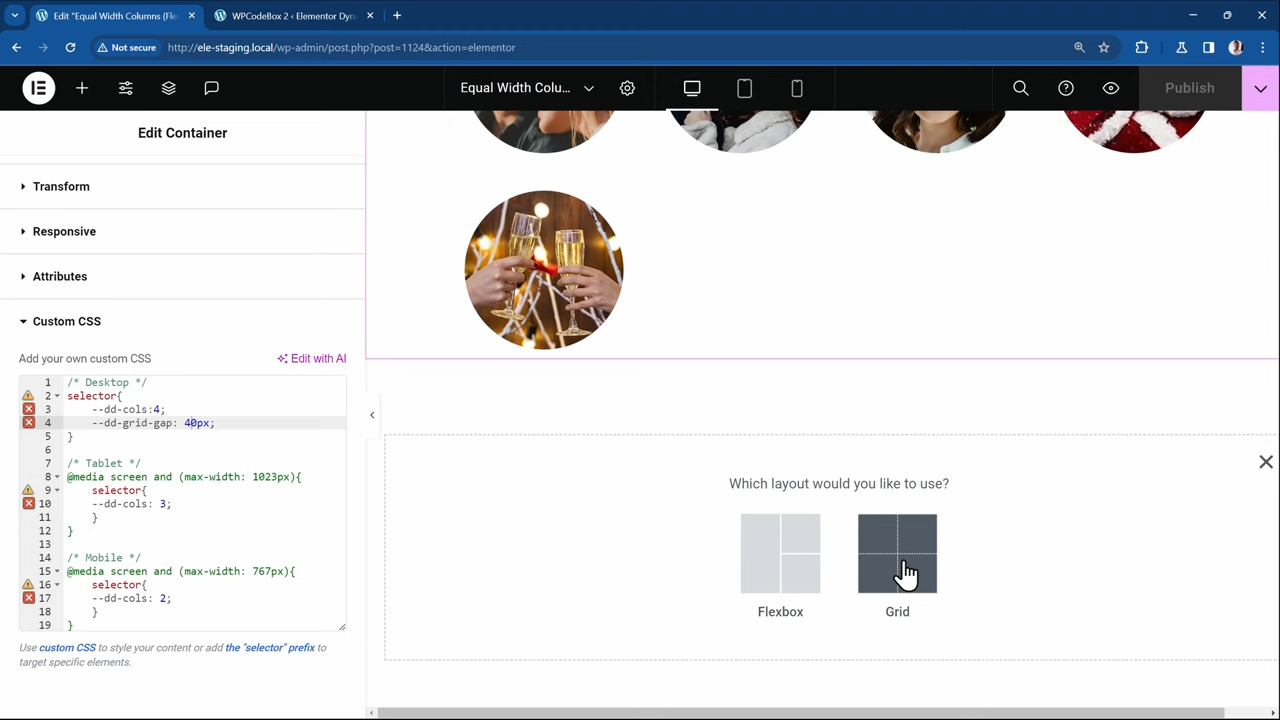 Edit "Equal Width Columns (Fle
WPCodeBox 2 ‹ Elementor Dyn
Not secure
http://ele-staging.local/wp-admin/post.php?post=1124&action=elementor
Equal Width Colu...
Publish
Edit Container
Transform
Responsive
Attributes
Custom CSS
Add your own custom CSS
Edit with AI
1 /* Desktop */
2 selector{
3 --dd-cols:4;
4 --dd-grid-gap: 40px;
5 }
6
7 /* Tablet */
8 @media screen and (max-width: 1023px){
9 selector{
10 --dd-cols: 3;
11 }
12 }
13
14 /* Mobile */
15 @media screen and (max-width: 767px){
16 selector{
17 --dd-cols: 2;
18 }
19 }
Use custom CSS to style your content or add the "selector" prefix to
target specific elements.
Which layout would you like to use?
Flexbox
Grid